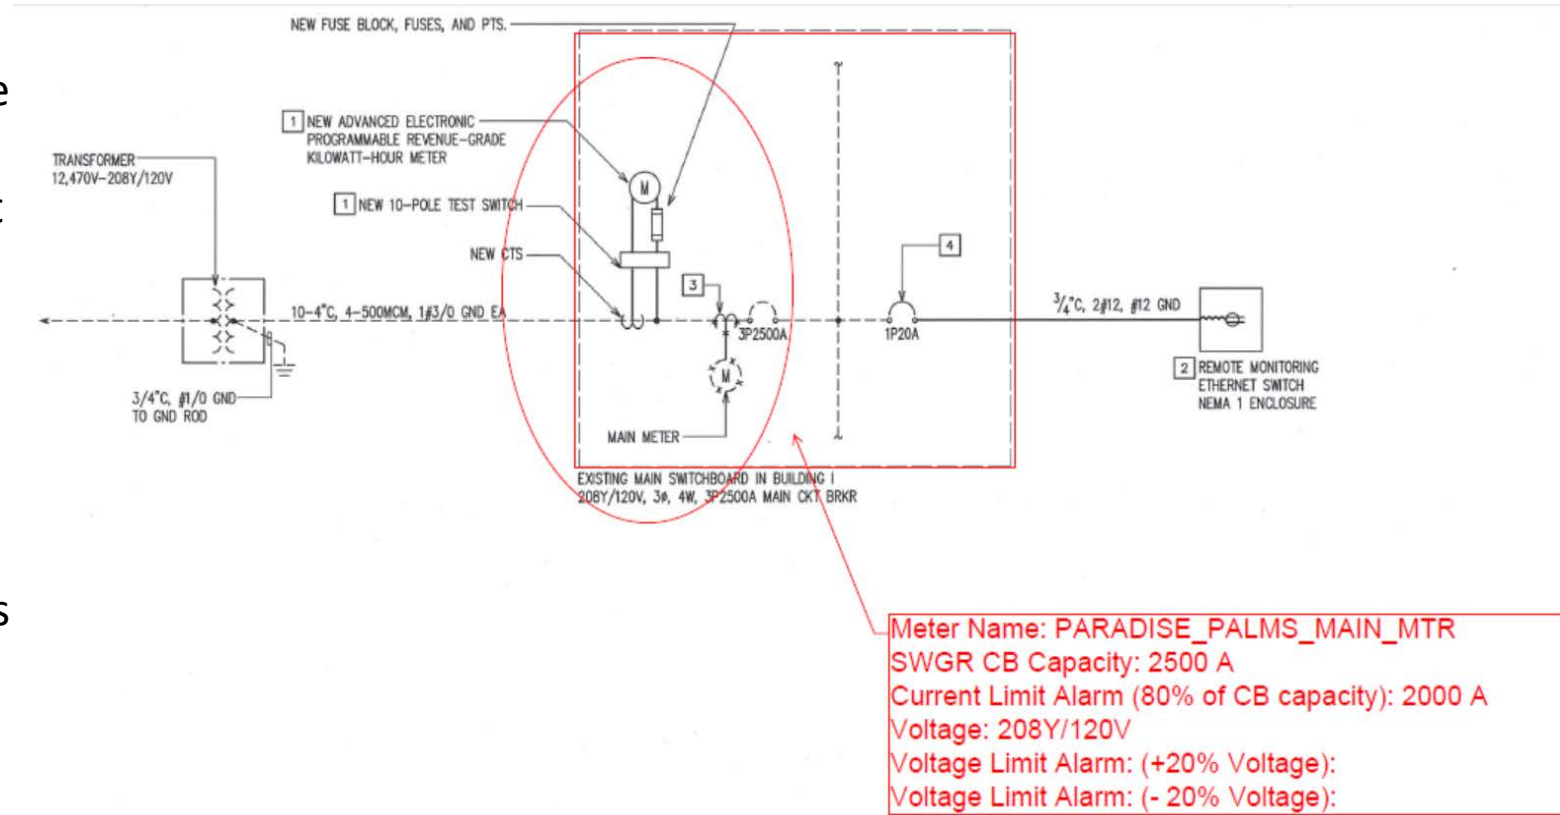 e
t
s
NEW FUSE BLOCK, FUSES, AND PTS.
1 NEW ADVANCED ELECTRONIC
PROGRAMMABLE REVENUE-GRADE
KILOWATT-HOUR METER
TRANSFORMER
12,470V-208Y/120V
M
1 NEW 10-POLE TEST SWITCH
NEW CTS
4
3
10-4"C, 4-500MCM, 1#3/0 GND EA
3P2500A
1P20A
3/4"C, 2#12, #12 GND
M
2 REMOTE MONITORING
ETHERNET SWITCH
NEMA 1 ENCLOSURE
3/4"C, #1/0 GND
TO GND ROD
MAIN METER
EXISTING MAIN SWITCHBOARD IN BUILDING I
208Y/120V, 3ø, 4W, 3P2500A MAIN CKT BRKR
Meter Name: PARADISE_PALMS_MAIN_MTR
SWGR CB Capacity: 2500 A
Current Limit Alarm (80% of CB capacity): 2000 A
Voltage: 208Y/120V
Voltage Limit Alarm: (+20% Voltage):
Voltage Limit Alarm: (- 20% Voltage):